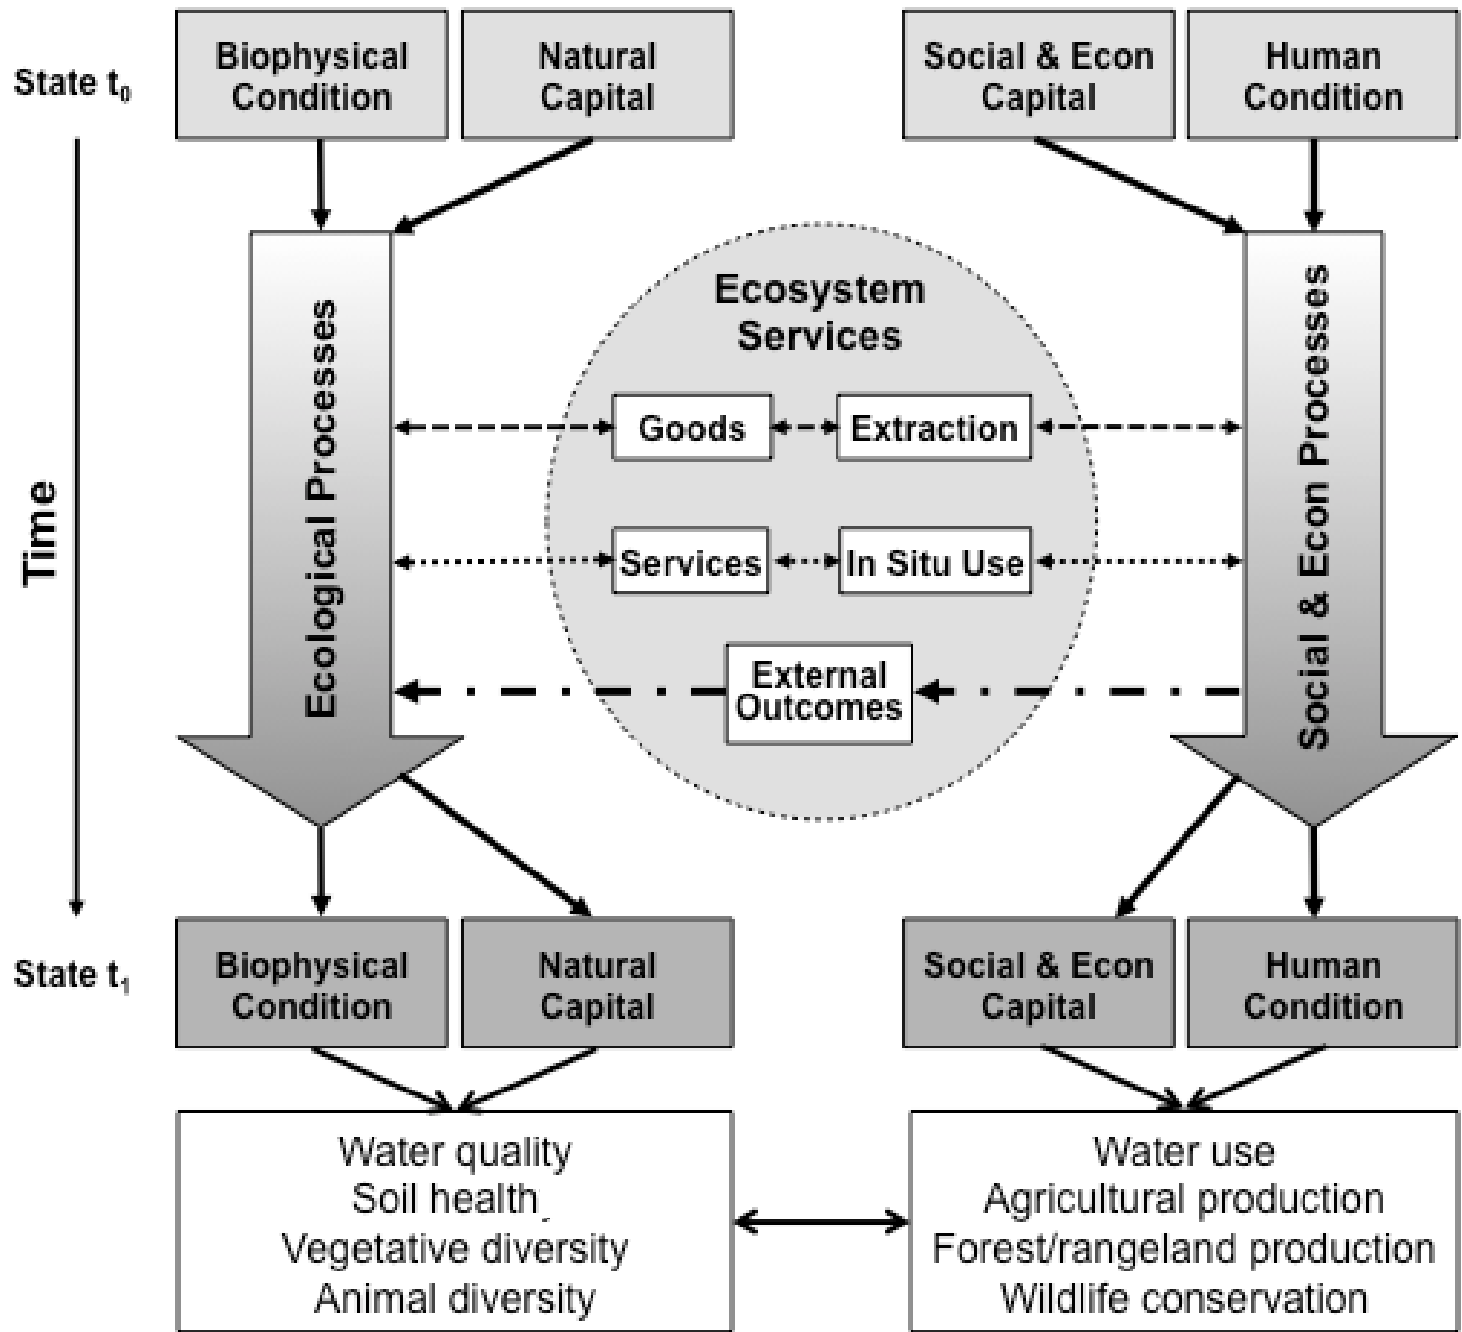 State t0
Biophysical
Condition
Natural
Capital
Social & Econ
Capital
Human
Condition
Time
Ecological Processes
Ecosystem
Services
Goods
Extraction
Services
In Situ Use
External
Outcomes
Social & Econ Processes
State t1
Biophysical
Condition
Natural
Capital
Social & Econ
Capital
Human
Condition
Water quality
Soil health
Vegetative diversity
Animal diversity
Water use
Agricultural production
Forest/rangeland production
Wildlife conservation